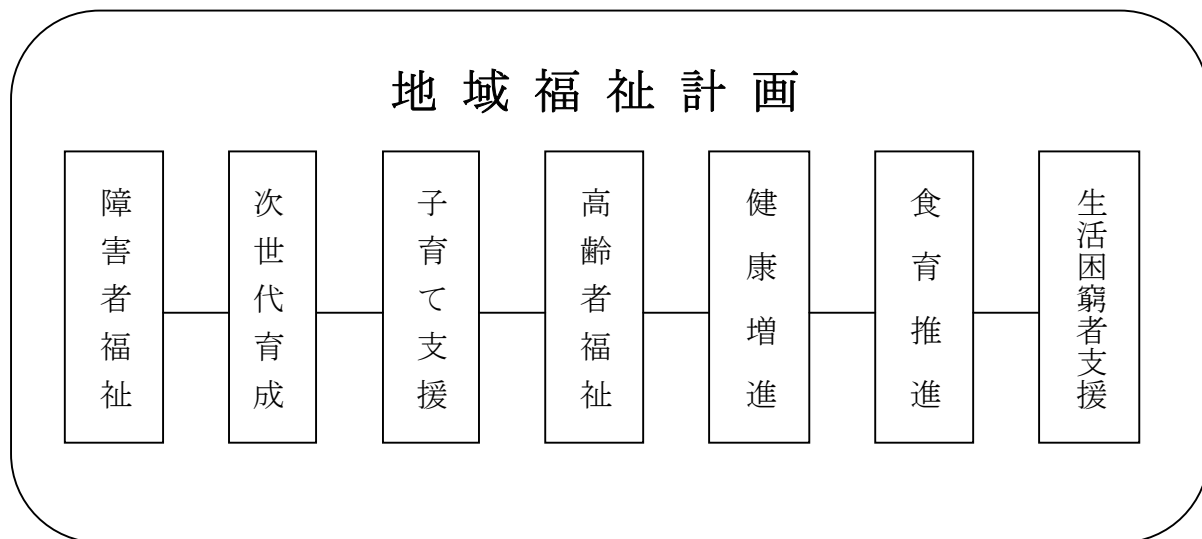 地域福祉計画
障害者福祉
次世代育成
子育て支援
高齢者福祉
健康増進
食育推進
生活困窮者支援